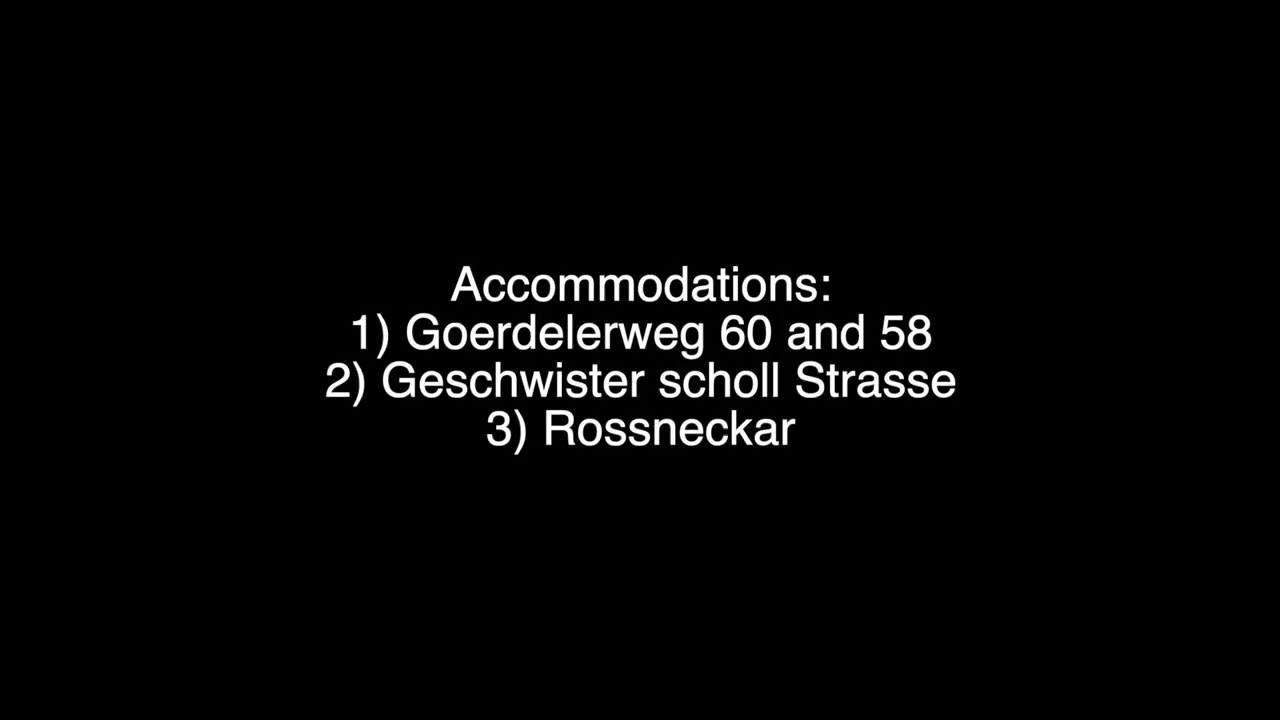 Accommodations:
1) Goerdelerweg 60 and 58
2) Geschwister scholl Strasse
3) Rossneckar